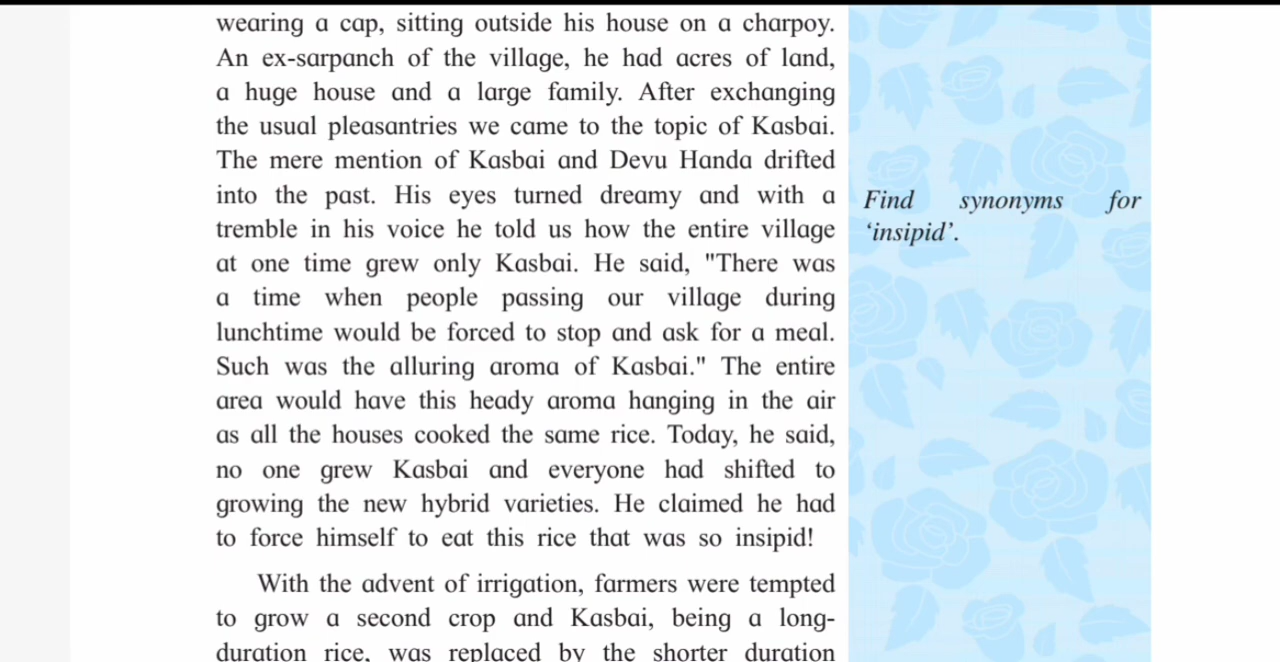 wearing a cap, sitting outside his house on a charpoy.
An ex-sarpanch of the village, he had acres of land,
a huge house and a large family. After exchanging
the usual pleasantries we came to the topic of Kasbai.
The mere mention of Kasbai and Devu Handa drifted
into the past. His eyes turned dreamy and with a
tremble in his voice he told us how the entire village
at one time grew only Kasbai. He said, "There was
a time when people passing our village during
lunchtime would be forced to stop and ask for a meal.
Such was the alluring aroma of Kasbai." The entire
area would have this heady aroma hanging in the air
as all the houses cooked the same rice. Today, he said,
no one grew Kasbai and everyone had shifted to
growing the new hybrid varieties. He claimed he had
to force himself to eat this rice that was so insipid!
With the advent of irrigation, farmers were tempted
to grow a second crop and Kasbai, being a long-
duration rice, was replaced by the shorter duration
Find synonyms for
‘insipid’.